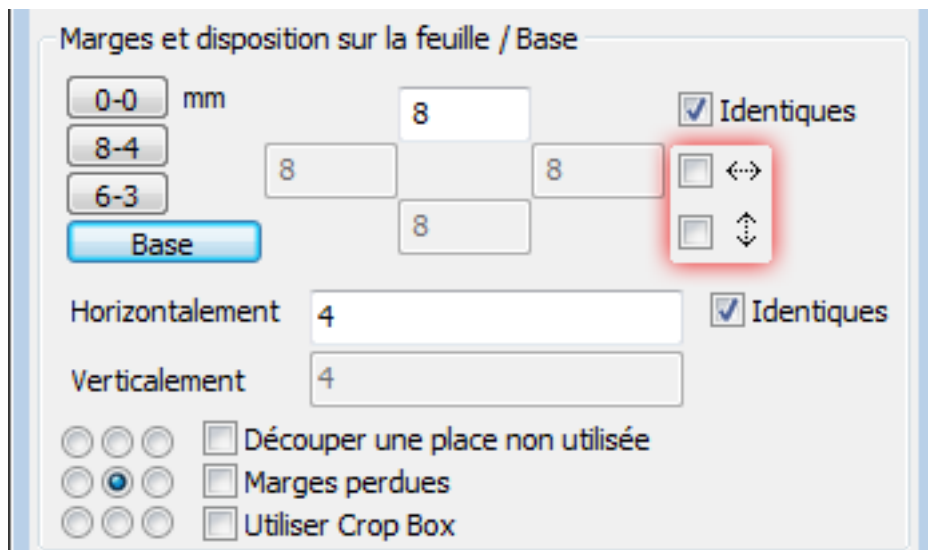 Marges et disposition sur la feuille / Base
0-0 mm 8 Identiques
8-4 8 8
6-3
Base 8
Horizontalement 4 Identiques
Verticalement 4
Découper une place non utilisée
Marges perdues
Utiliser Crop Box